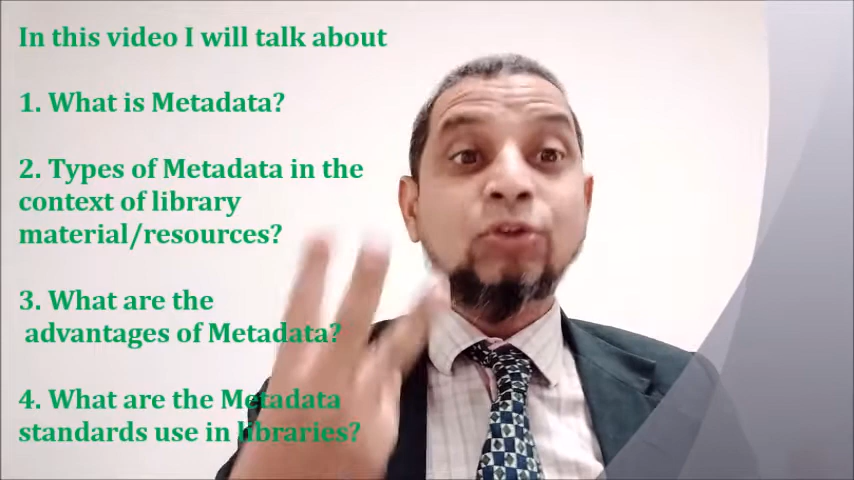 In this video I will talk about
1. What is Metadata?
2. Types of Metadata in the
context of library
material/resources?
3. What are the
advantages of Metadata?
4. What are the Metadata
standards use in libraries?